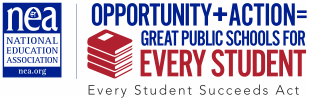 nea
NATIONAL
EDUCATION
ASSOCIATION
nea.org
OPPORTUNITY+ACTION=
GREAT PUBLIC SCHOOLS FOR
EVERY STUDENT
Every Student Succeeds Act